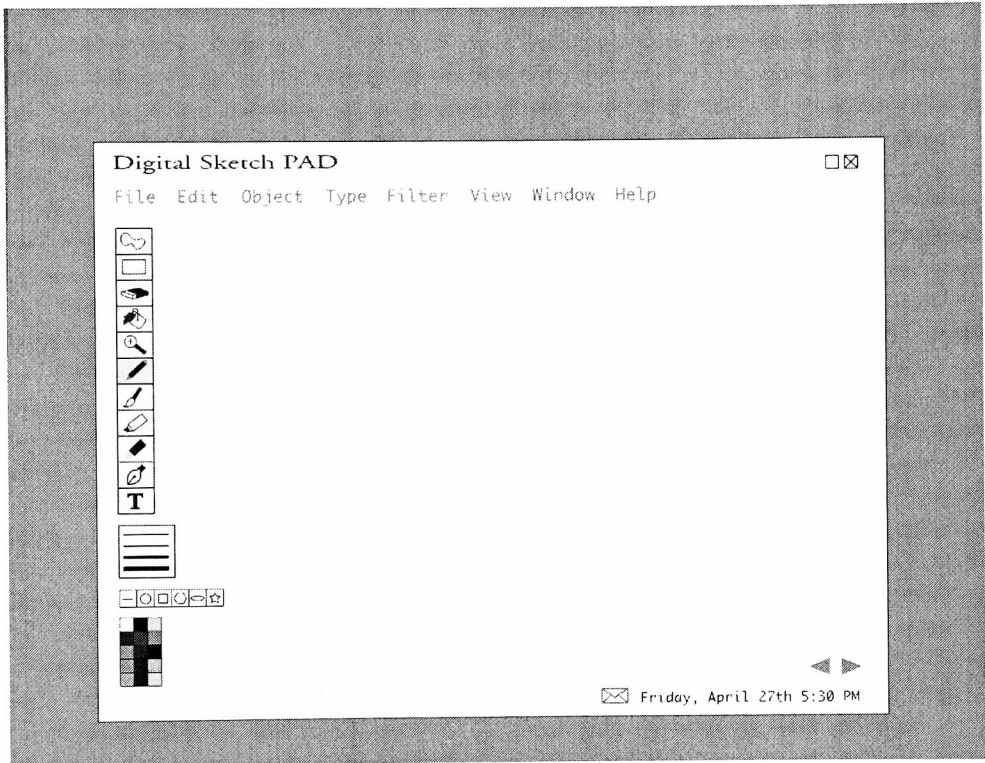 Digital Sketch PAD
File Edit Object Type Filter View Window Help
T
Friday, April 27th 5:30 PM